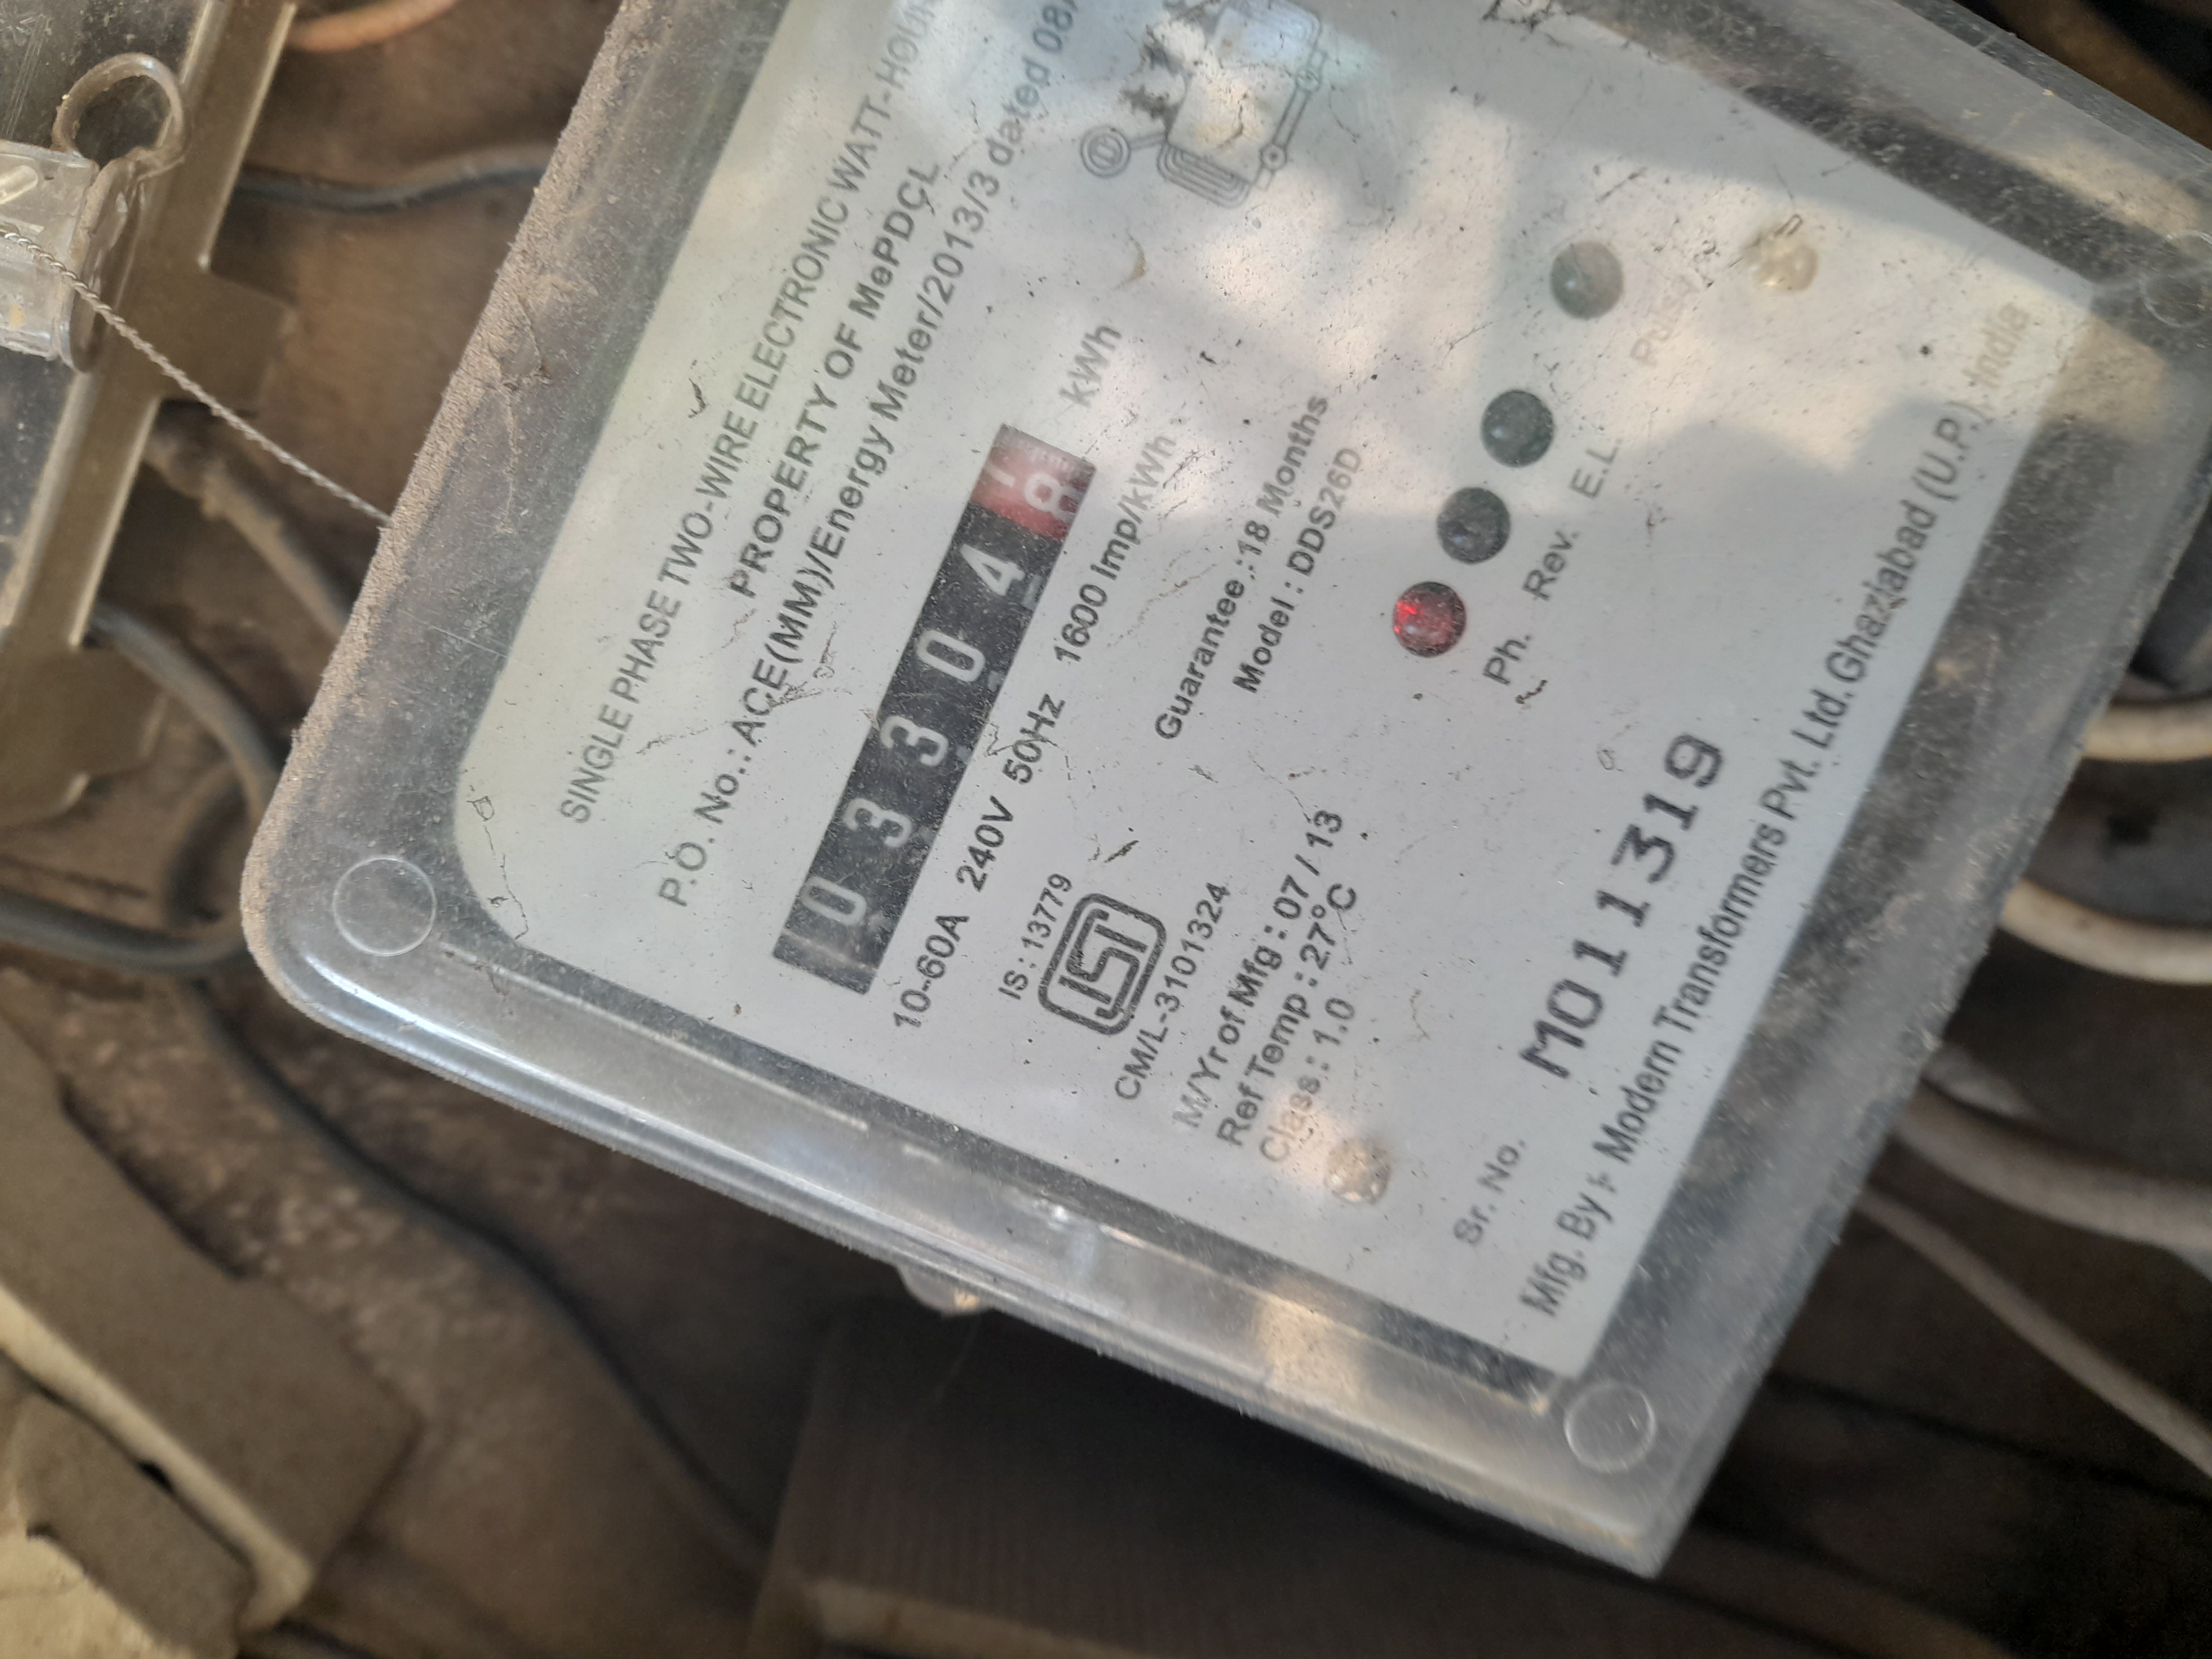 SINGLE PHASE TWO-WIRE ELECTRONIC WATT-HOUR
PROPERTY OF MePDCL
P.O. No.: ACE(MM)/Energy Meter/2013/3 dated 08/
0 3 3 0 4 8 kWh
10-60A 240V 50Hz 1600 imp/kWh
IS : 13779
ISI
CM/L-3101324
Guarantee : 18 Months
Model : DDS26D
M/Yr of Mfg : 07 / 13
Ref Temp : 27°C
Class : 1.0
Ph. Rev. E.L.
Sr. No. M011319
Mfg. By :- Modern Transformers Pvt. Ltd. Ghaziabad (U.P.) India